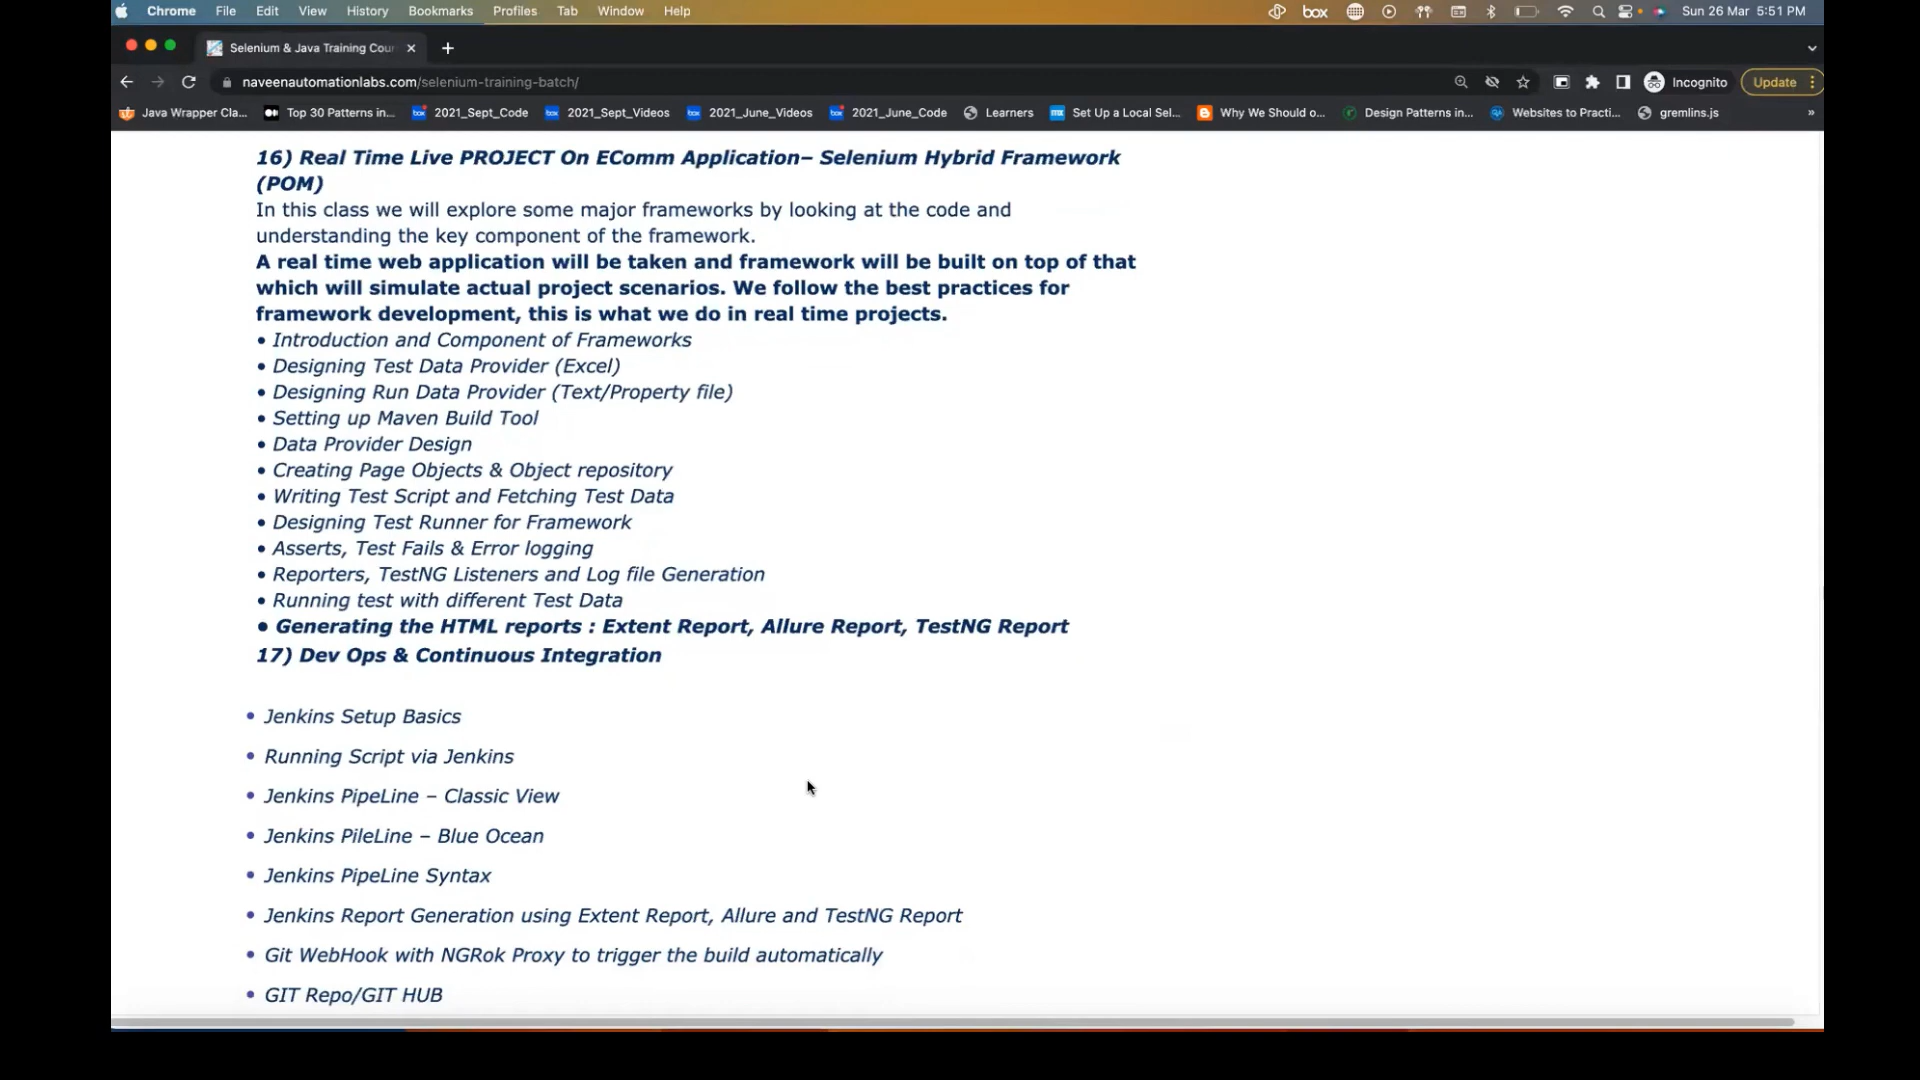 Chrome File Edit View History Bookmarks Profiles Tab Window Help box Sun 26 Mar 5:51 PM
Selenium & Java Training Cou
naveenautomationlabs.com/selenium-training-batch/ Incognito Update
Java Wrapper Cla... Top 30 Patterns in... 2021_Sept_Code 2021_Sept_Videos 2021_June_Videos 2021_June_Code Learners Set Up a Local Sel... Why We Should o... Design Patterns in... Websites to Practi... gremlins.js »
16) Real Time Live PROJECT On EComm Application– Selenium Hybrid Framework
(POM)
In this class we will explore some major frameworks by looking at the code and
understanding the key component of the framework.
A real time web application will be taken and framework will be built on top of that
which will simulate actual project scenarios. We follow the best practices for
framework development, this is what we do in real time projects.
• Introduction and Component of Frameworks
• Designing Test Data Provider (Excel)
• Designing Run Data Provider (Text/Property file)
• Setting up Maven Build Tool
• Data Provider Design
• Creating Page Objects & Object repository
• Writing Test Script and Fetching Test Data
• Designing Test Runner for Framework
• Asserts, Test Fails & Error logging
• Reporters, TestNG Listeners and Log file Generation
• Running test with different Test Data
• Generating the HTML reports : Extent Report, Allure Report, TestNG Report
17) Dev Ops & Continuous Integration
• Jenkins Setup Basics
• Running Script via Jenkins
• Jenkins PipeLine – Classic View
• Jenkins PileLine – Blue Ocean
• Jenkins PipeLine Syntax
• Jenkins Report Generation using Extent Report, Allure and TestNG Report
• Git WebHook with NGRok Proxy to trigger the build automatically
• GIT Repo/GIT HUB